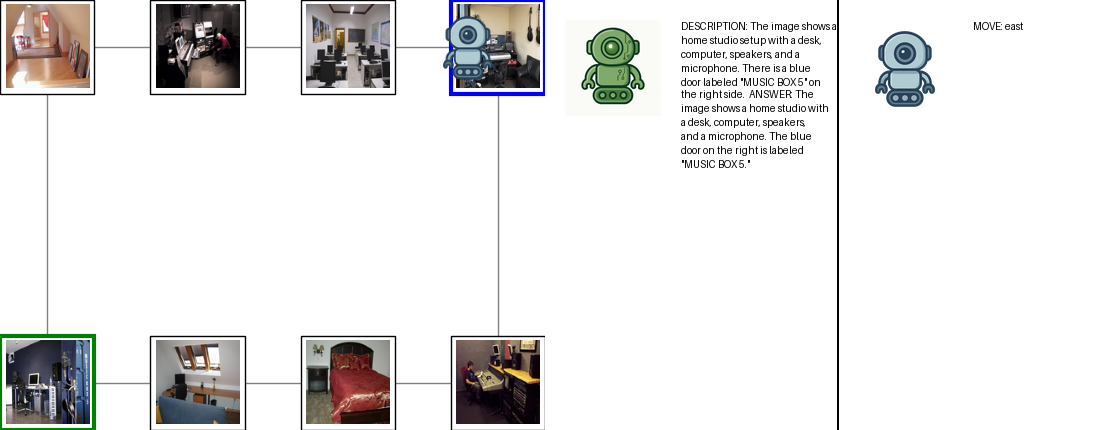 DESCRIPTION: The image shows a
home studio setup with a desk,
computer, speakers, and a
microphone. There is a blue
door labeled "MUSIC BOX 5" on
the right side. ANSWER: The
image shows a home studio with
a desk, computer, speakers,
and a microphone. The blue
door on the right is labeled
"MUSIC BOX 5."
MOVE: east